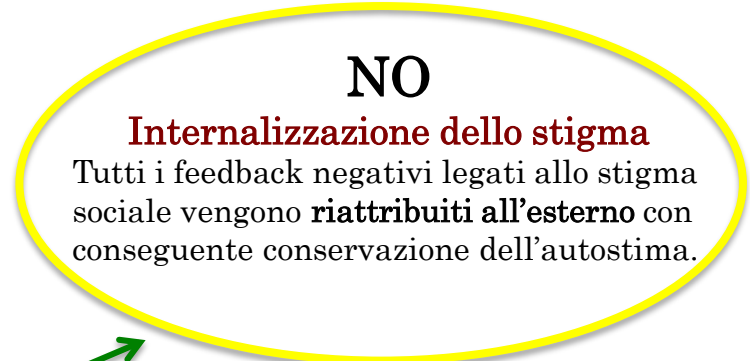 NO
Internalizzazione dello stigma
Tutti i feedback negativi legati allo stigma
sociale vengono riattribuiti all’esterno con
conseguente conservazione dell’autostima.